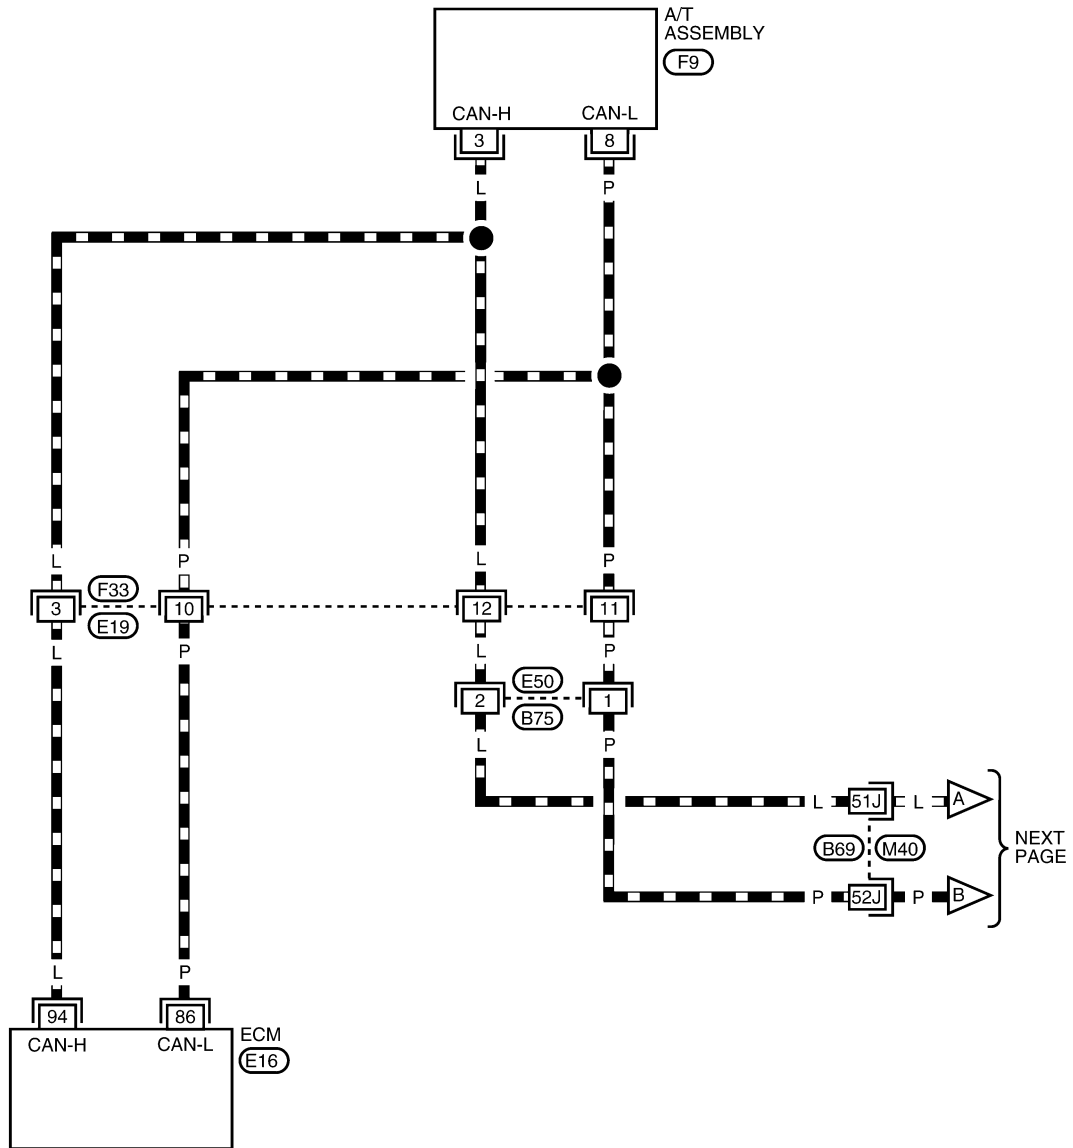 A/T
ASSEMBLY
F9
CAN-H CAN-L
3 8
L P
L P L P
F33
3 10 12 11
E19
L P L P
E50
2 1
B75
L P
L 51J L A
B69 M40
NEXT
PAGE
P 52J P B
L P
94 86
ECM
CAN-H CAN-L
E16